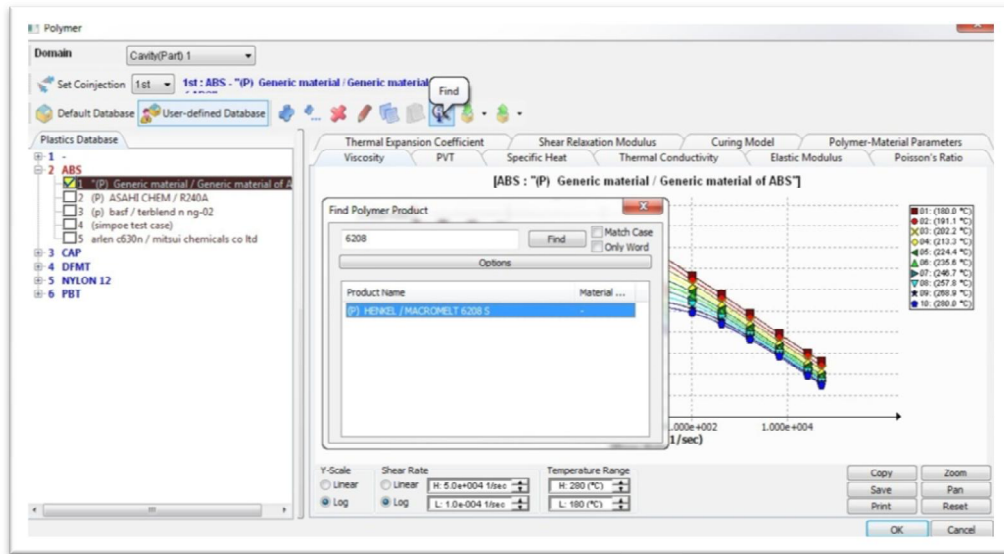 Polymer
Domain
Cavity(Part) 1
Set Coinjection
1st
1st : ABS - "(P) Generic material / Generic material
Find
Default Database
User-defined Database
Plastics Database
1 -
2 ABS
1 "(P) Generic material / Generic material of A
2 (P) ASAHI CHEM / R240A
3 (p) basf / terblend n ng-02
4 (simpoe test case)
5 arlen c630n / mitsui chemicals co ltd
3 CAP
4 DFMT
5 NYLON 12
6 PBT
Thermal Expansion Coefficient
Shear Relaxation Modulus
Curing Model
Polymer-Material Parameters
Viscosity
PVT
Specific Heat
Thermal Conductivity
Elastic Modulus
Poisson's Ratio
[ABS : "(P) Generic material / Generic material of ABS"]
Find Polymer Product
6208
Find
Match Case
Only Word
Options
Product Name
Material ...
(P) HENKEL / MACROMELT 6208 S
-
01: (180.0 °C)
02: (191.1 °C)
03: (202.2 °C)
04: (213.3 °C)
05: (224.4 °C)
06: (235.6 °C)
07: (246.7 °C)
08: (257.8 °C)
09: (268.9 °C)
10: (280.0 °C)
.000e+002
1.000e+004
1/sec)
Y-Scale
Linear
Log
Shear Rate
Linear
H: 5.0e+004 1/sec
Log
L: 1.0e-004 1/sec
Temperature Range
H: 280 (°C)
L: 180 (°C)
Copy
Zoom
Save
Pan
Print
Reset
OK
Cancel